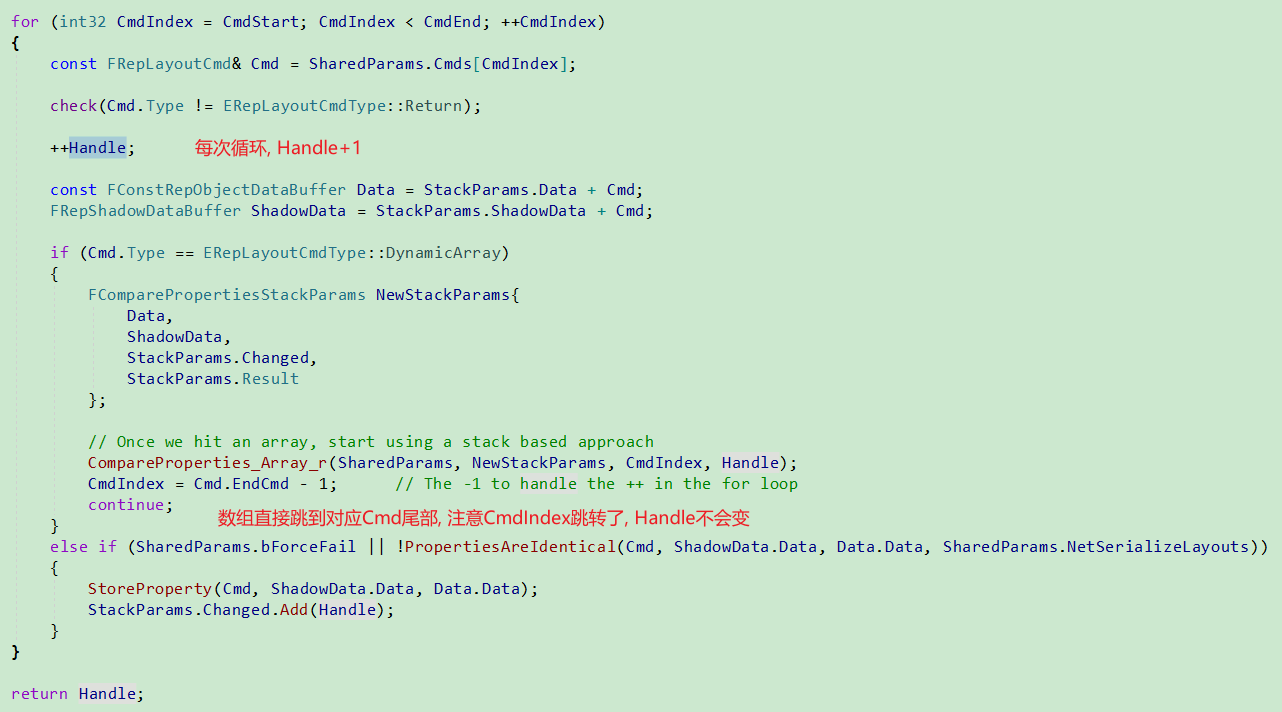 for (int32 CmdIndex = CmdStart; CmdIndex < CmdEnd; ++CmdIndex)
{
    const FRepLayoutCmd& Cmd = SharedParams.Cmds[CmdIndex];
    check(Cmd.Type != ERepLayoutCmdType::Return);
    ++Handle; 每次循环, Handle+1
    const FConstRepObjectDataBuffer Data = StackParams.Data + Cmd;
    FRepShadowDataBuffer ShadowData = StackParams.ShadowData + Cmd;
    if (Cmd.Type == ERepLayoutCmdType::DynamicArray)
    {
        FComparePropertiesStackParams NewStackParams{
            Data,
            ShadowData,
            StackParams.Changed,
            StackParams.Result
        };
        // Once we hit an array, start using a stack based approach
        CompareProperties_Array_r(SharedParams, NewStackParams, CmdIndex, Handle);
        CmdIndex = Cmd.EndCmd - 1;      // The -1 to handle the ++ in the for loop
        continue;
数组直接跳到对应Cmd尾部, 注意CmdIndex跳转了, Handle不会变
    }
    else if (SharedParams.bForceFail || !PropertiesAreIdentical(Cmd, ShadowData.Data, Data.Data, SharedParams.NetSerializeLayouts))
    {
        StoreProperty(Cmd, ShadowData.Data, Data.Data);
        StackParams.Changed.Add(Handle);
    }
}
return Handle;